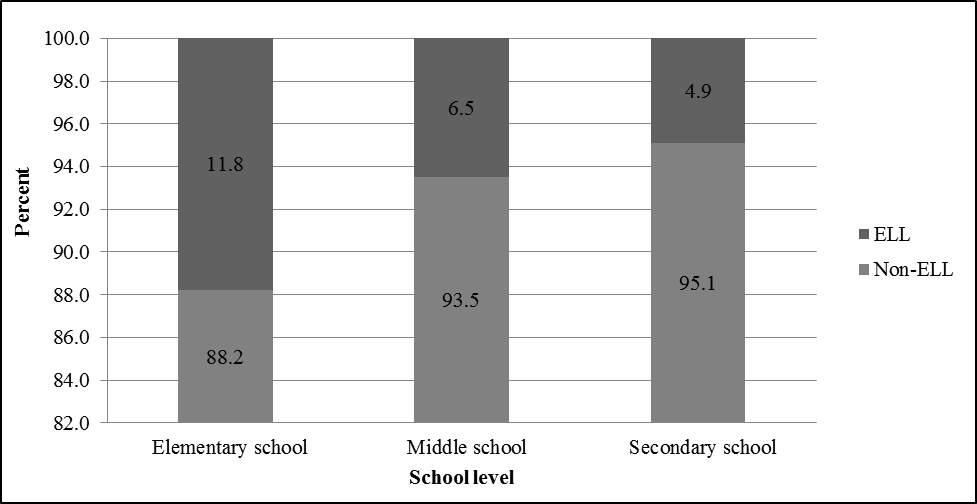 100.0
98.0
96.0
94.0
92.0
90.0
88.0
86.0
84.0
82.0
Percent
11.8
88.2
6.5
93.5
4.9
95.1
ELL
Non-ELL
Elementary school
Middle school
Secondary school
School level